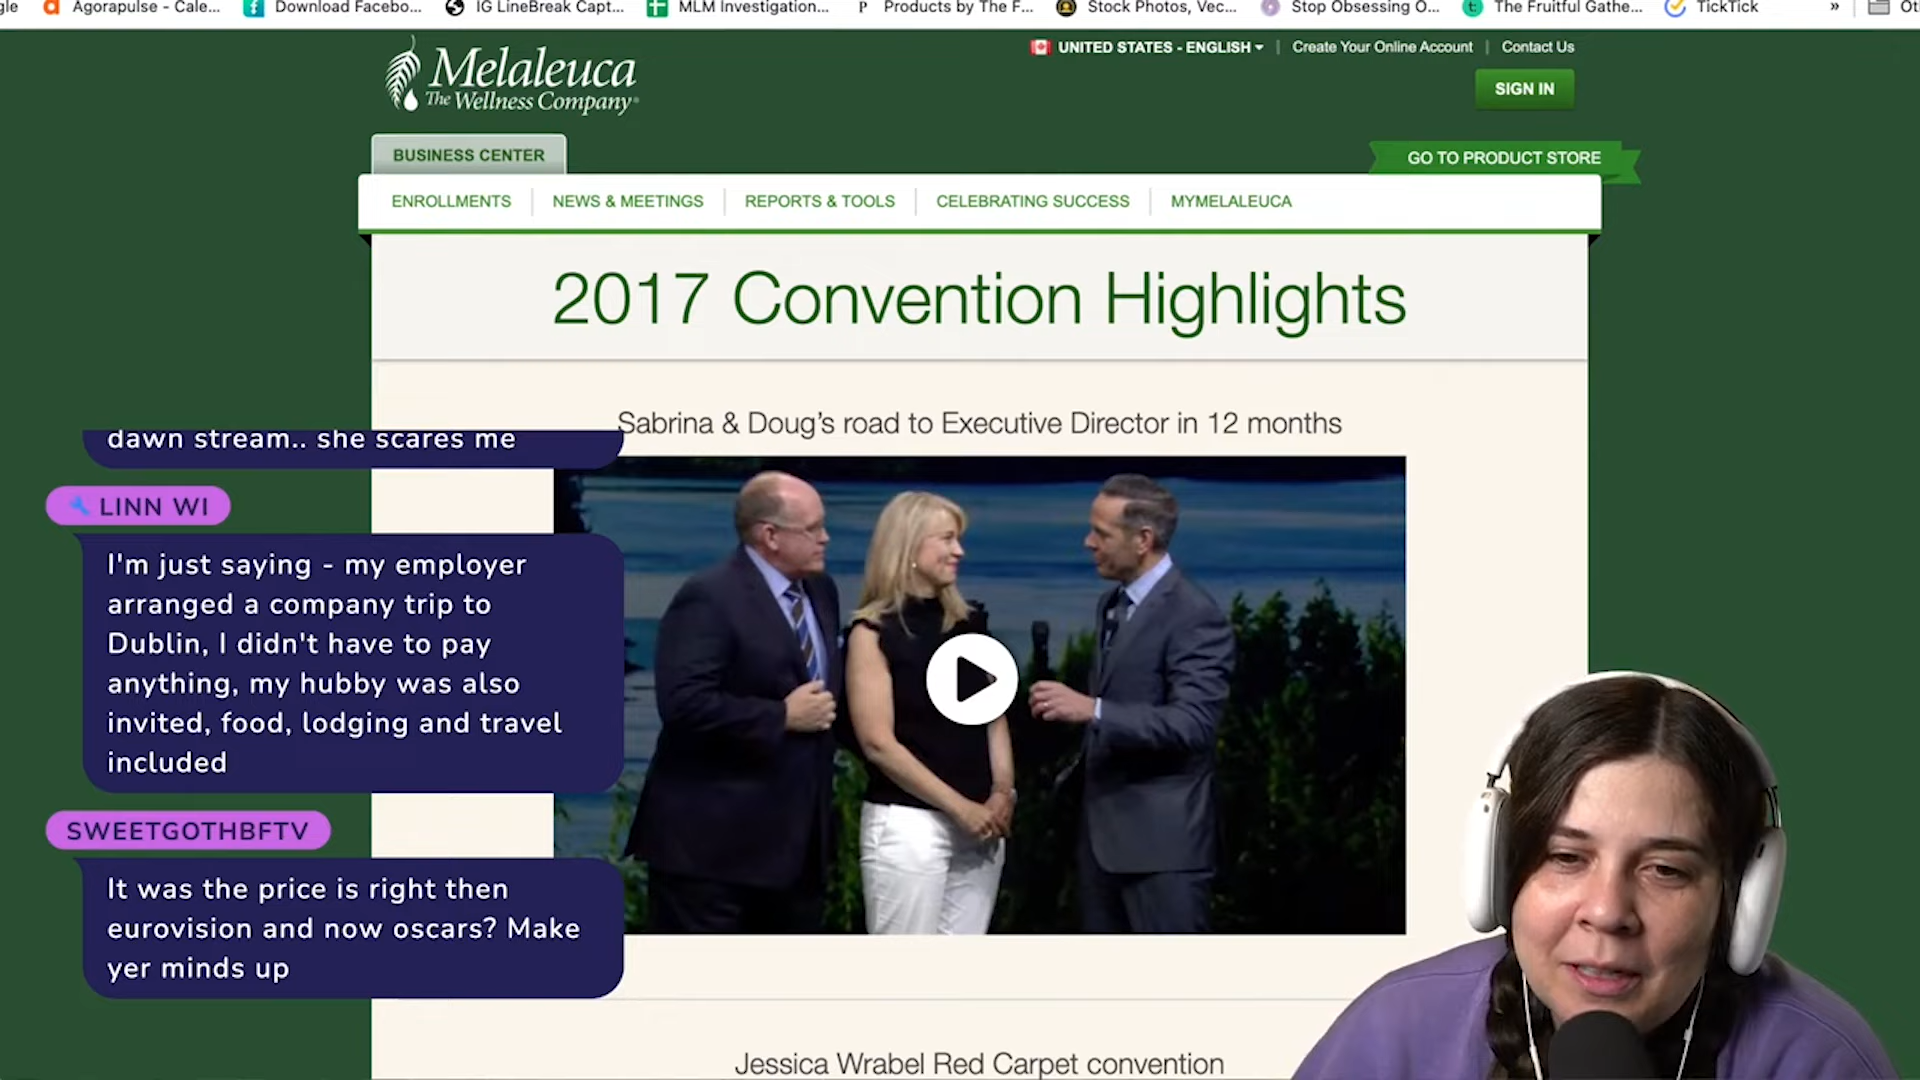 gle
Agorapulse - Cale...
Download Facebo...
IG LineBreak Capt...
MLM Investigation...
Products by The F...
Stock Photos, Vec...
Stop Obsessing O...
The Fruitful Gathe...
TickTick
»
Ot
Melaleuca
The Wellness Company
UNITED STATES - ENGLISH
Create Your Online Account
Contact Us
SIGN IN
BUSINESS CENTER
GO TO PRODUCT STORE
ENROLLMENTS
NEWS & MEETINGS
REPORTS & TOOLS
CELEBRATING SUCCESS
MYMELALEUCA
2017 Convention Highlights
Sabrina & Doug's road to Executive Director in 12 months
dawn stream.. she scares me
LINN WI
I'm just saying - my employer
arranged a company trip to
Dublin, I didn't have to pay
anything, my hubby was also
invited, food, lodging and travel
included
SWEETGOTHBFTV
It was the price is right then
eurovision and now oscars? Make
yer minds up
Jessica Wrabel Red Carpet convention